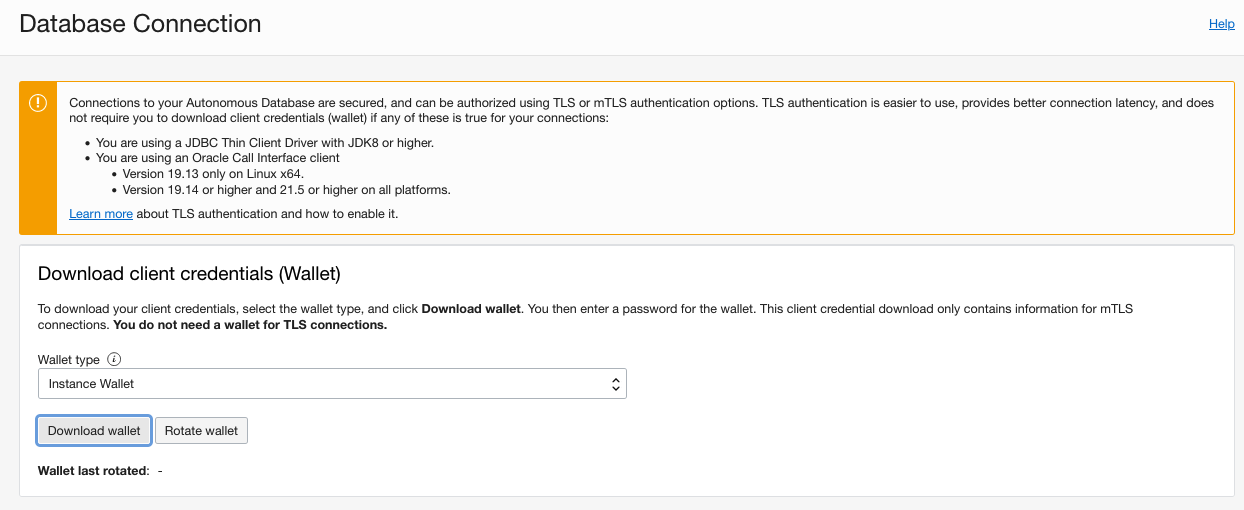 Database Connection
Help
Connections to your Autonomous Database are secured, and can be authorized using TLS or mTLS authentication options. TLS authentication is easier to use, provides better connection latency, and does
not require you to download client credentials (wallet) if any of these is true for your connections:
• You are using a JDBC Thin Client Driver with JDK8 or higher.
• You are using an Oracle Call Interface client
• Version 19.13 only on Linux x64.
• Version 19.14 or higher and 21.5 or higher on all platforms.
Learn more about TLS authentication and how to enable it.
Download client credentials (Wallet)
To download your client credentials, select the wallet type, and click Download wallet. You then enter a password for the wallet. This client credential download only contains information for mTLS
connections. You do not need a wallet for TLS connections.
Wallet type i
Instance Wallet
Download wallet Rotate wallet
Wallet last rotated: -